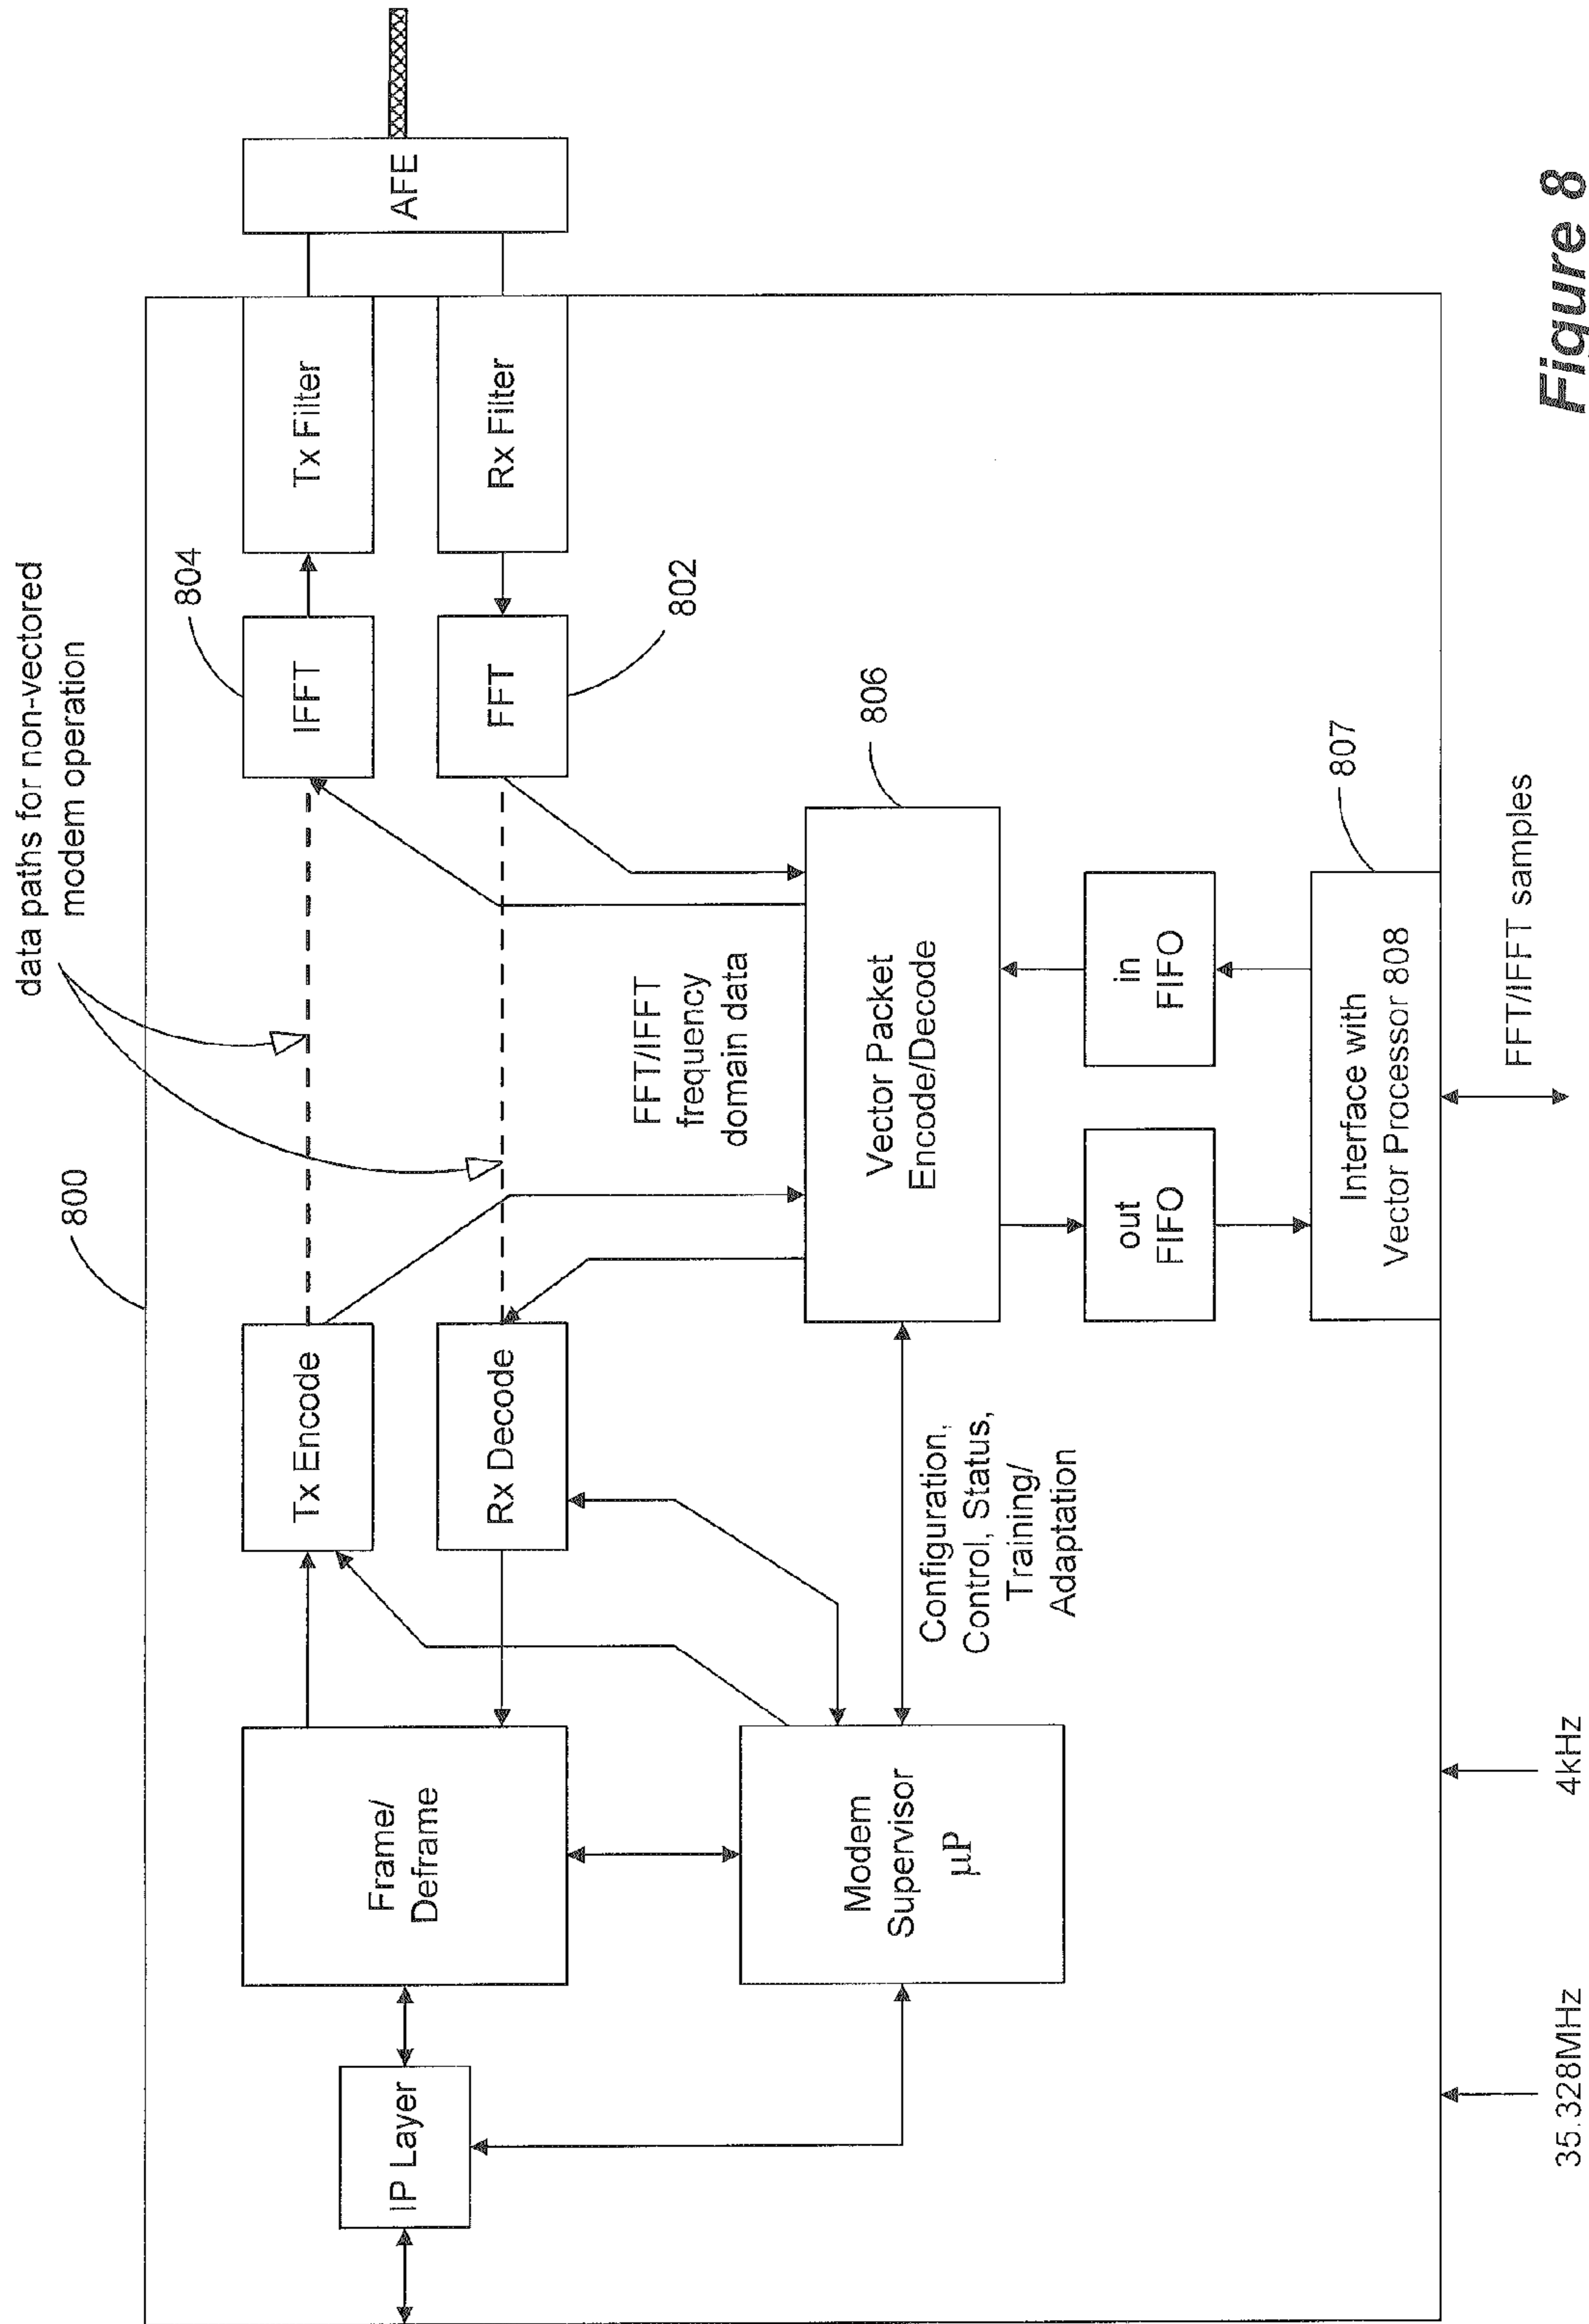 data paths for non-vectored
modem operation
800
804
Tx Filter
IFFT
Tx Encode
Frame/
Deframe
IP Layer
AFE
Rx Filter
FFT
802
Rx Decode
FFT/IFFT
frequency
domain data
806
Vector Packet
Encode/Decode
Modem
Supervisor
µP
Configuration,
Control, Status,
Training/
Adaptation
in
FIFO
out
FIFO
807
Interface with
Vector Processor 808
FFT/IFFT samples
35.328MHz
4kHz
Figure 8